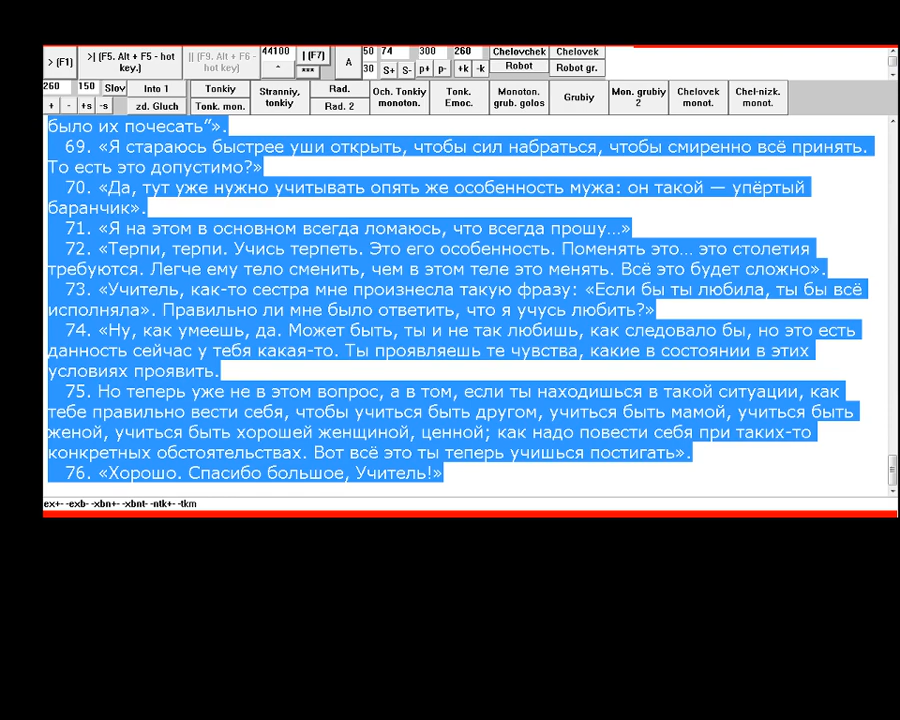 > (F1)
>| (F5. Alt + F5 - hot key.)
|| (F9. Alt + F6 - hot key)
44100
^
| (F7)
***
A
50
30
74
S+ S-
300
p+ p-
260
+k -k
Chelovchek
Robot
Chelovek
Robot gr.
260
+ -
150
+s -s
Slov
Into 1
zd. Gluch
Tonkiy
Tonk. mon.
Stranniy, tonkiy
Rad.
Rad. 2
Och. Tonkiy monoton.
Tonk. Emoc.
Monoton. grub. golos
Grubiy
Mon. grubiy 2
Chelovek monot.
Chel-nizk. monot.
было их почесать”».
69. «Я стараюсь быстрее уши открыть, чтобы сил набраться, чтобы смиренно всё принять.
То есть это допустимо?»
70. «Да, тут уже нужно учитывать опять же особенность мужа: он такой — упёртый
баранчик».
71. «Я на этом в основном всегда ломаюсь, что всегда прошу…»
72. «Терпи, терпи. Учись терпеть. Это его особенность. Поменять это… это столетия
требуются. Легче ему тело сменить, чем в этом теле это менять. Всё это будет сложно».
73. «Учитель, как-то сестра мне произнесла такую фразу: «Если бы ты любила, ты бы всё
исполняла». Правильно ли мне было ответить, что я учусь любить?»
74. «Ну, как умеешь, да. Может быть, ты и не так любишь, как следовало бы, но это есть
данность сейчас у тебя какая-то. Ты проявляешь те чувства, какие в состоянии в этих
условиях проявить.
75. Но теперь уже не в этом вопрос, а в том, если ты находишься в такой ситуации, как
тебе правильно вести себя, чтобы учиться быть другом, учиться быть мамой, учиться быть
женой, учиться быть хорошей женщиной, ценной; как надо повести себя при таких-то
конкретных обстоятельствах. Вот всё это ты теперь учишься постигать».
76. «Хорошо. Спасибо большое, Учитель!»
ex+- -exb- -xbn+- -xbnt- -ntk+- -tkm